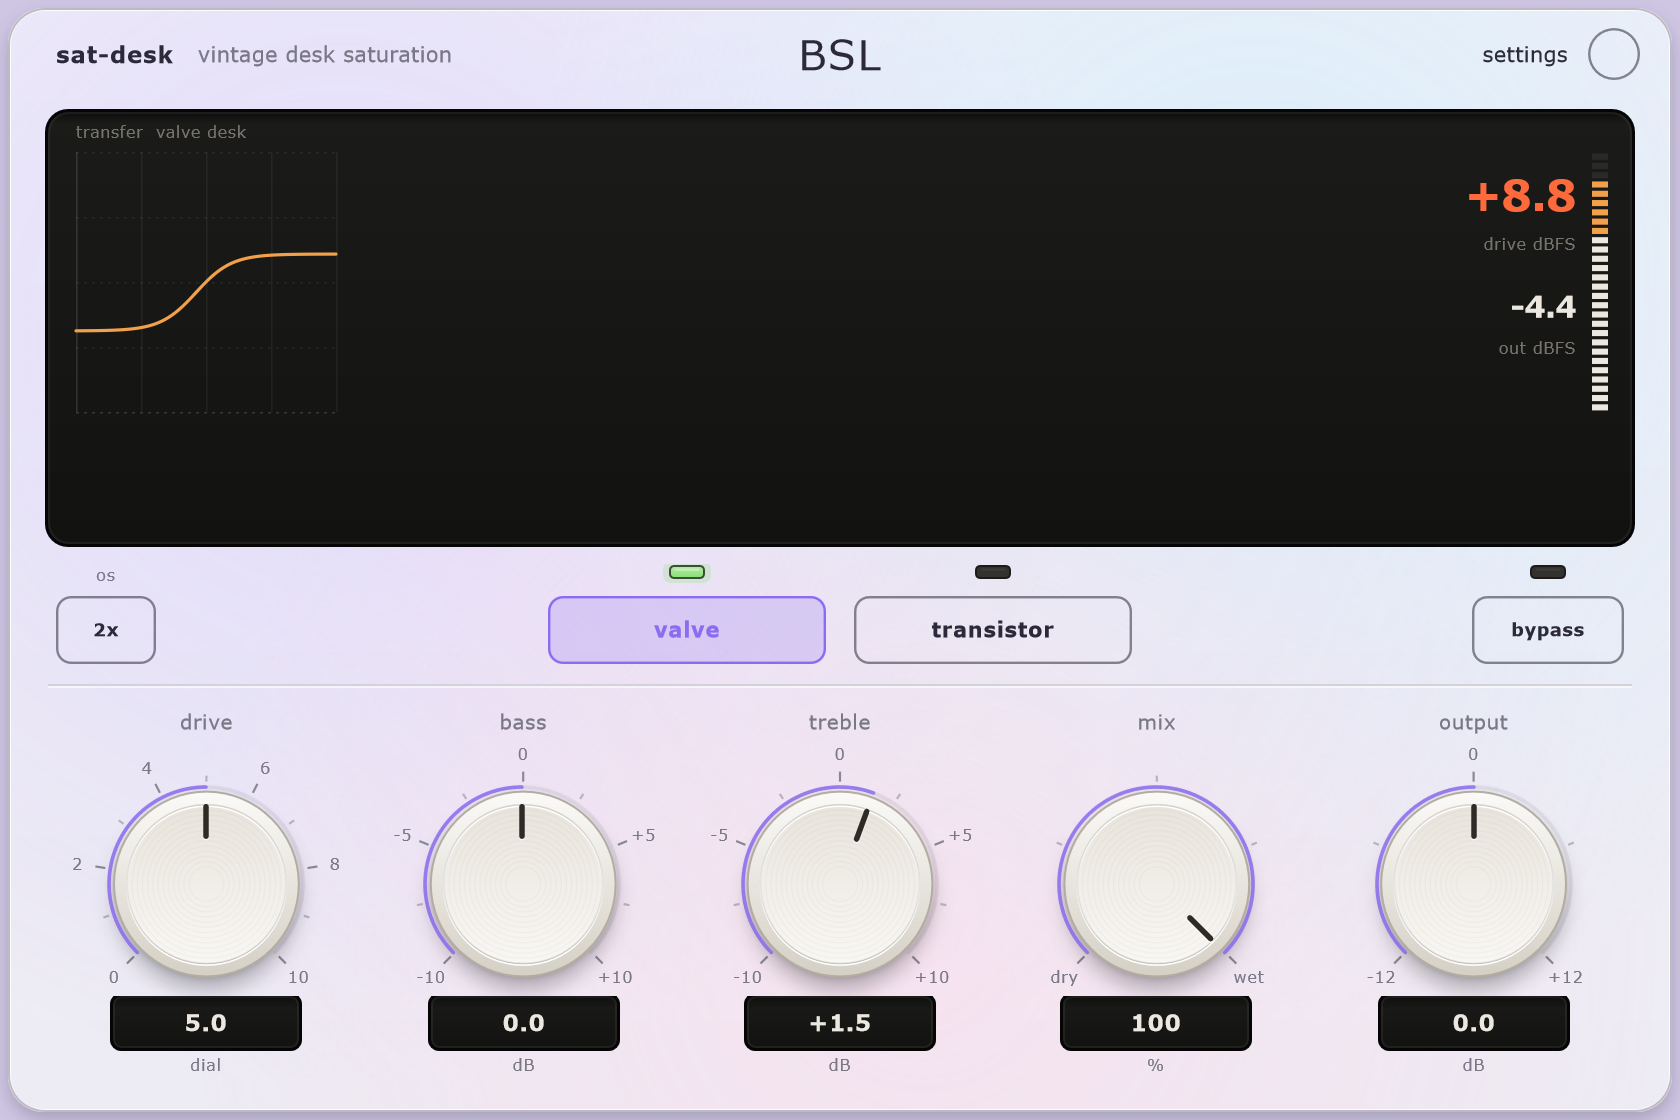 sat-desk vintage desk saturation BSL settings
transfer valve desk
+8.8
drive dBFS
-4.4
out dBFS
os
2x valve transistor bypass
drive bass treble mix output
4 6 0 0 0
2 8 -5 +5 -5 +5
0 10 -10 +10 -10 +10 dry wet -12 +12
5.0 0.0 +1.5 100 0.0
dial dB dB % dB